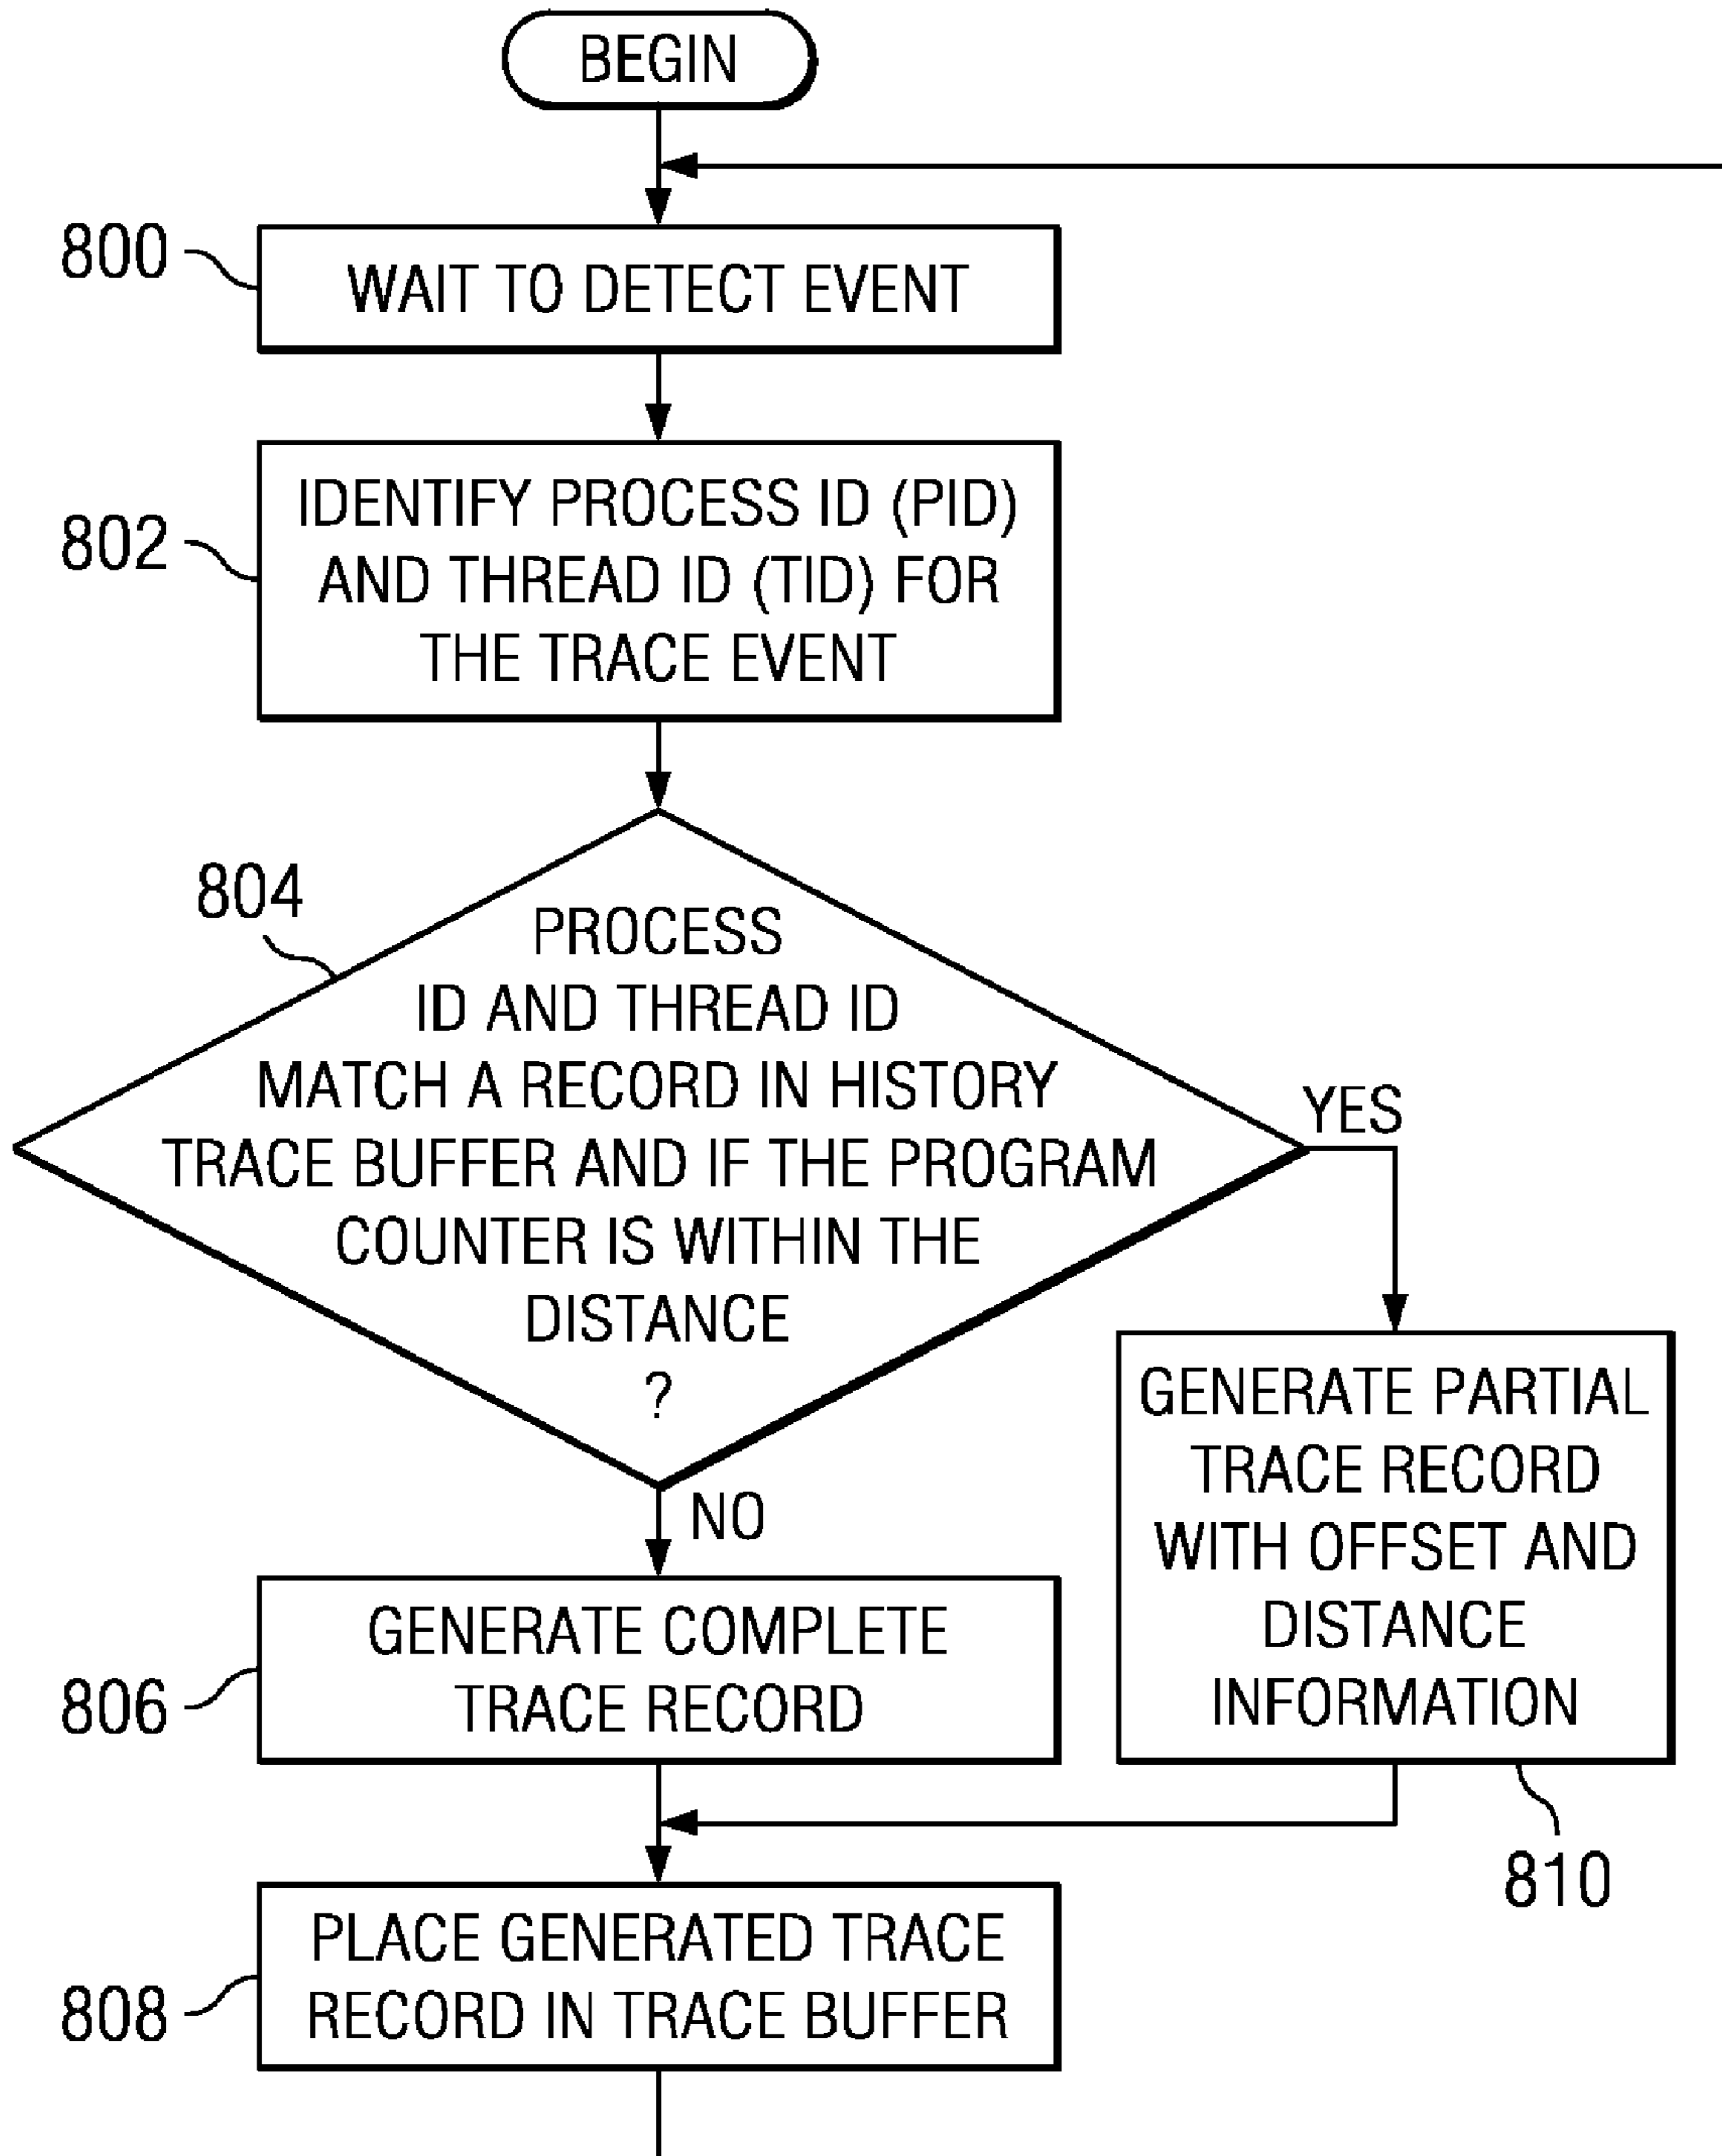 BEGIN
800
WAIT TO DETECT EVENT
802
IDENTIFY PROCESS ID (PID)
AND THREAD ID (TID) FOR
THE TRACE EVENT
804
PROCESS
ID AND THREAD ID
MATCH A RECORD IN HISTORY
TRACE BUFFER AND IF THE PROGRAM
COUNTER IS WITHIN THE
DISTANCE
?
YES
NO
GENERATE PARTIAL
TRACE RECORD
WITH OFFSET AND
DISTANCE
INFORMATION
810
806
GENERATE COMPLETE
TRACE RECORD
808
PLACE GENERATED TRACE
RECORD IN TRACE BUFFER